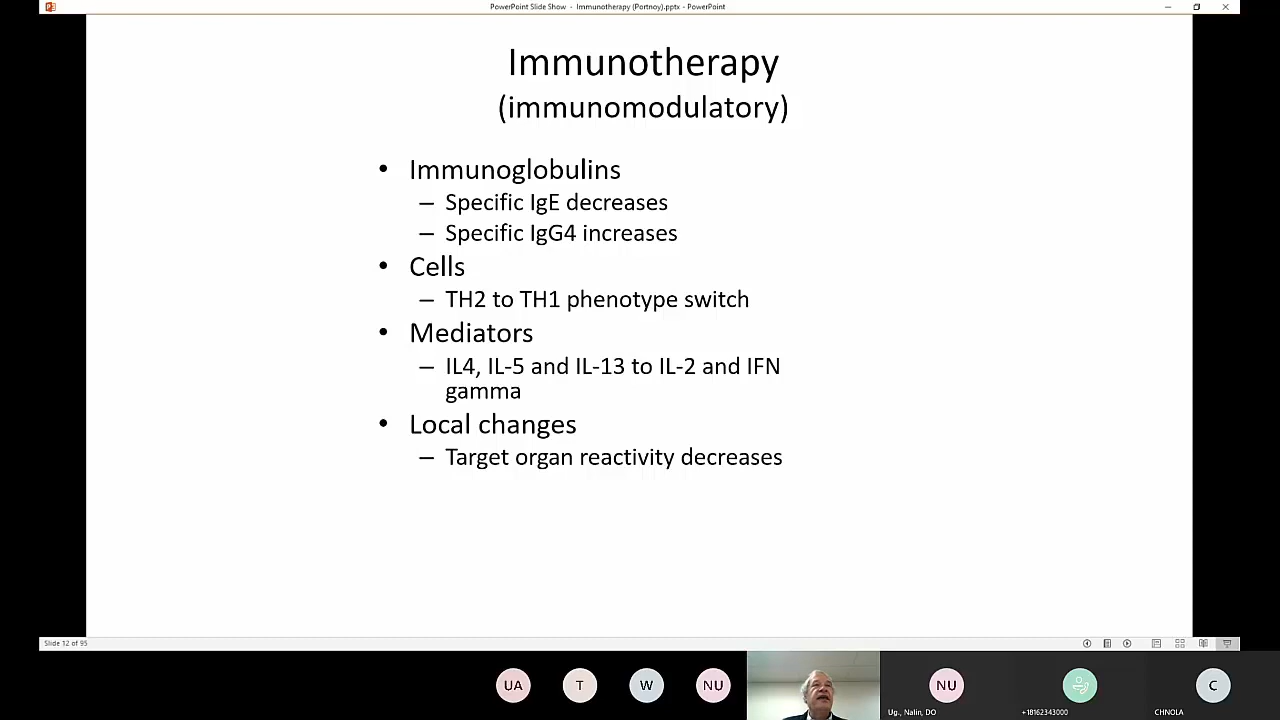 PowerPoint Slide Show - Immunotherapy (Portnoy).pptx - PowerPoint
Immunotherapy
(immunomodulatory)
• Immunoglobulins
– Specific IgE decreases
– Specific IgG4 increases
• Cells
– TH2 to TH1 phenotype switch
• Mediators
– IL4, IL-5 and IL-13 to IL-2 and IFN
gamma
• Local changes
– Target organ reactivity decreases
Slide 12 of 95
UA
T
W
NU
NU
C
Ug., Nalin, DO
+18162343000
CHNOLA